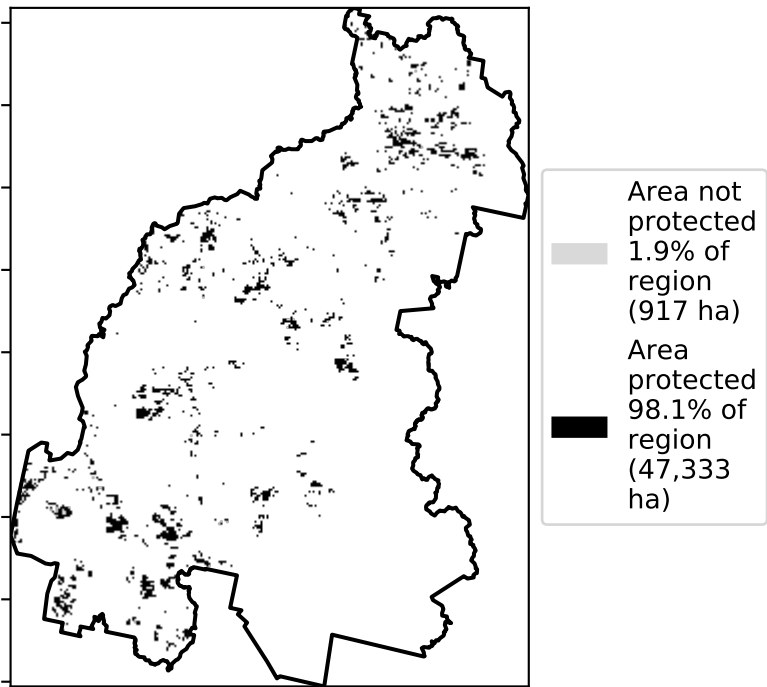 Area not
protected
1.9% of
region
(917 ha)
Area
protected
98.1% of
region
(47,333
ha)